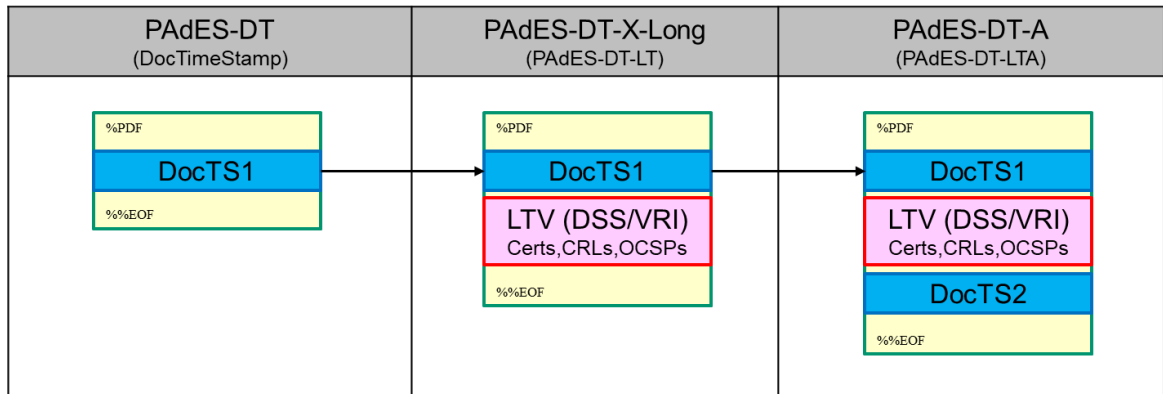 PAdES-DT
(DocTimeStamp)
PAdES-DT-X-Long
(PAdES-DT-LT)
PAdES-DT-A
(PAdES-DT-LTA)
%PDF
DocTS1
%%EOF
%PDF
DocTS1
LTV (DSS/VRI)
Certs,CRLs,OCSPs
%%EOF
%PDF
DocTS1
LTV (DSS/VRI)
Certs,CRLs,OCSPs
DocTS2
%%EOF